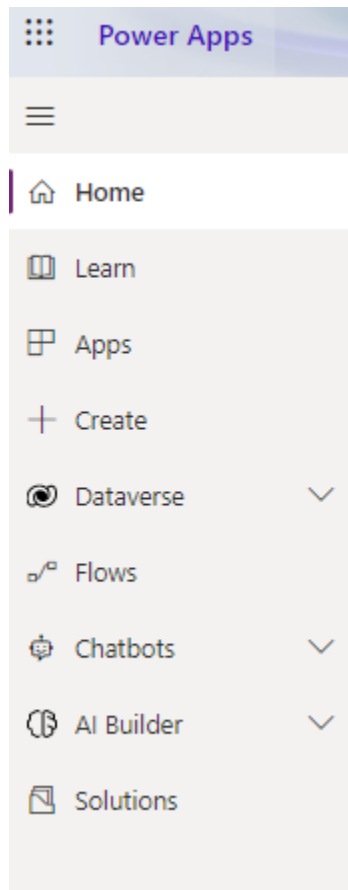 Power Apps
Home
Learn
Apps
Create
Dataverse
Flows
Chatbots
AI Builder
Solutions